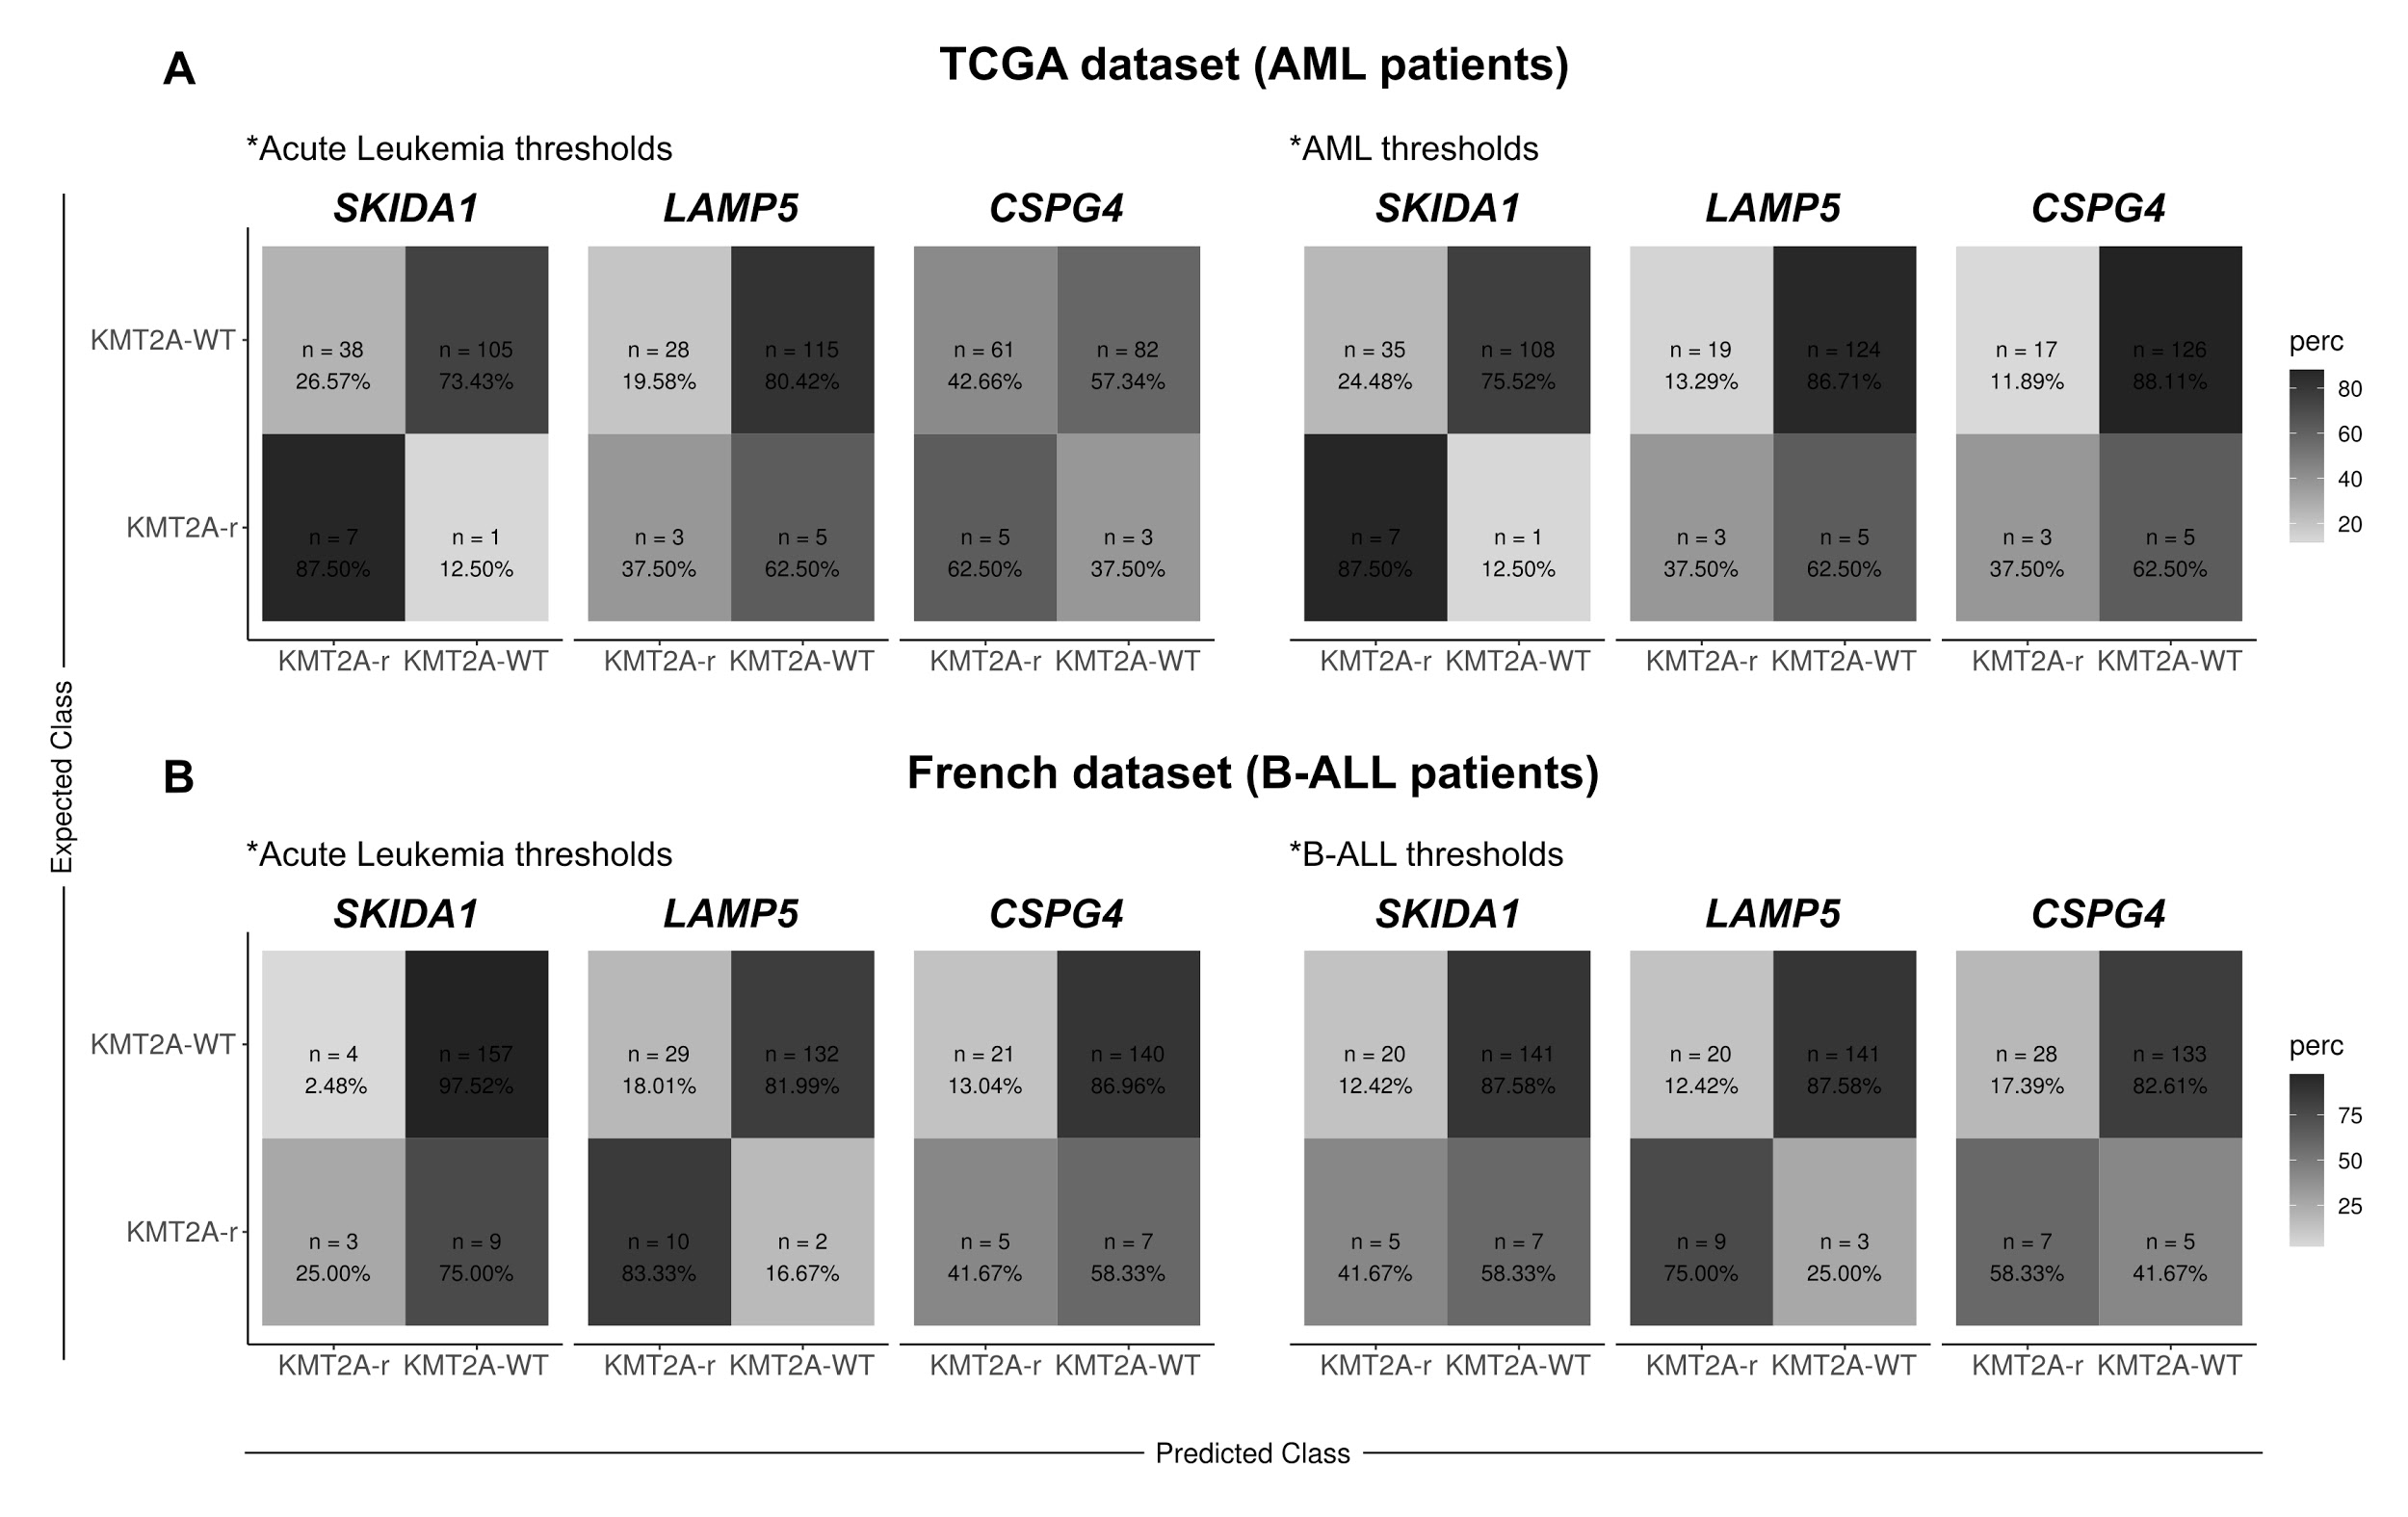 A
TCGA dataset (AML patients)
*Acute Leukemia thresholds
*AML thresholds
SKIDA1 LAMP5 CSPG4 SKIDA1 LAMP5 CSPG4
KMT2A-WT
n = 38 n = 105 n = 28 n = 115 n = 61 n = 82 n = 35 n = 108 n = 19 n = 124 n = 17 n = 126
26.57% 73.43% 19.58% 80.42% 42.66% 57.34% 24.48% 75.52% 13.29% 86.71% 11.89% 88.11%
KMT2A-r
n = 7 n = 1 n = 3 n = 5 n = 5 n = 3 n = 7 n = 1 n = 3 n = 5 n = 3 n = 5
87.50% 12.50% 37.50% 62.50% 62.50% 37.50% 87.50% 12.50% 37.50% 62.50% 37.50% 62.50%
KMT2A-r KMT2A-WT KMT2A-r KMT2A-WT KMT2A-r KMT2A-WT KMT2A-r KMT2A-WT KMT2A-r KMT2A-WT KMT2A-r KMT2A-WT
perc
80
60
40
20
Expected Class
B
French dataset (B-ALL patients)
*Acute Leukemia thresholds
*B-ALL thresholds
SKIDA1 LAMP5 CSPG4 SKIDA1 LAMP5 CSPG4
KMT2A-WT
n = 4 n = 157 n = 29 n = 132 n = 21 n = 140 n = 20 n = 141 n = 20 n = 141 n = 28 n = 133
2.48% 97.52% 18.01% 81.99% 13.04% 86.96% 12.42% 87.58% 12.42% 87.58% 17.39% 82.61%
KMT2A-r
n = 3 n = 9 n = 10 n = 2 n = 5 n = 7 n = 5 n = 7 n = 9 n = 3 n = 7 n = 5
25.00% 75.00% 83.33% 16.67% 41.67% 58.33% 41.67% 58.33% 75.00% 25.00% 58.33% 41.67%
KMT2A-r KMT2A-WT KMT2A-r KMT2A-WT KMT2A-r KMT2A-WT KMT2A-r KMT2A-WT KMT2A-r KMT2A-WT KMT2A-r KMT2A-WT
perc
75
50
25
Predicted Class